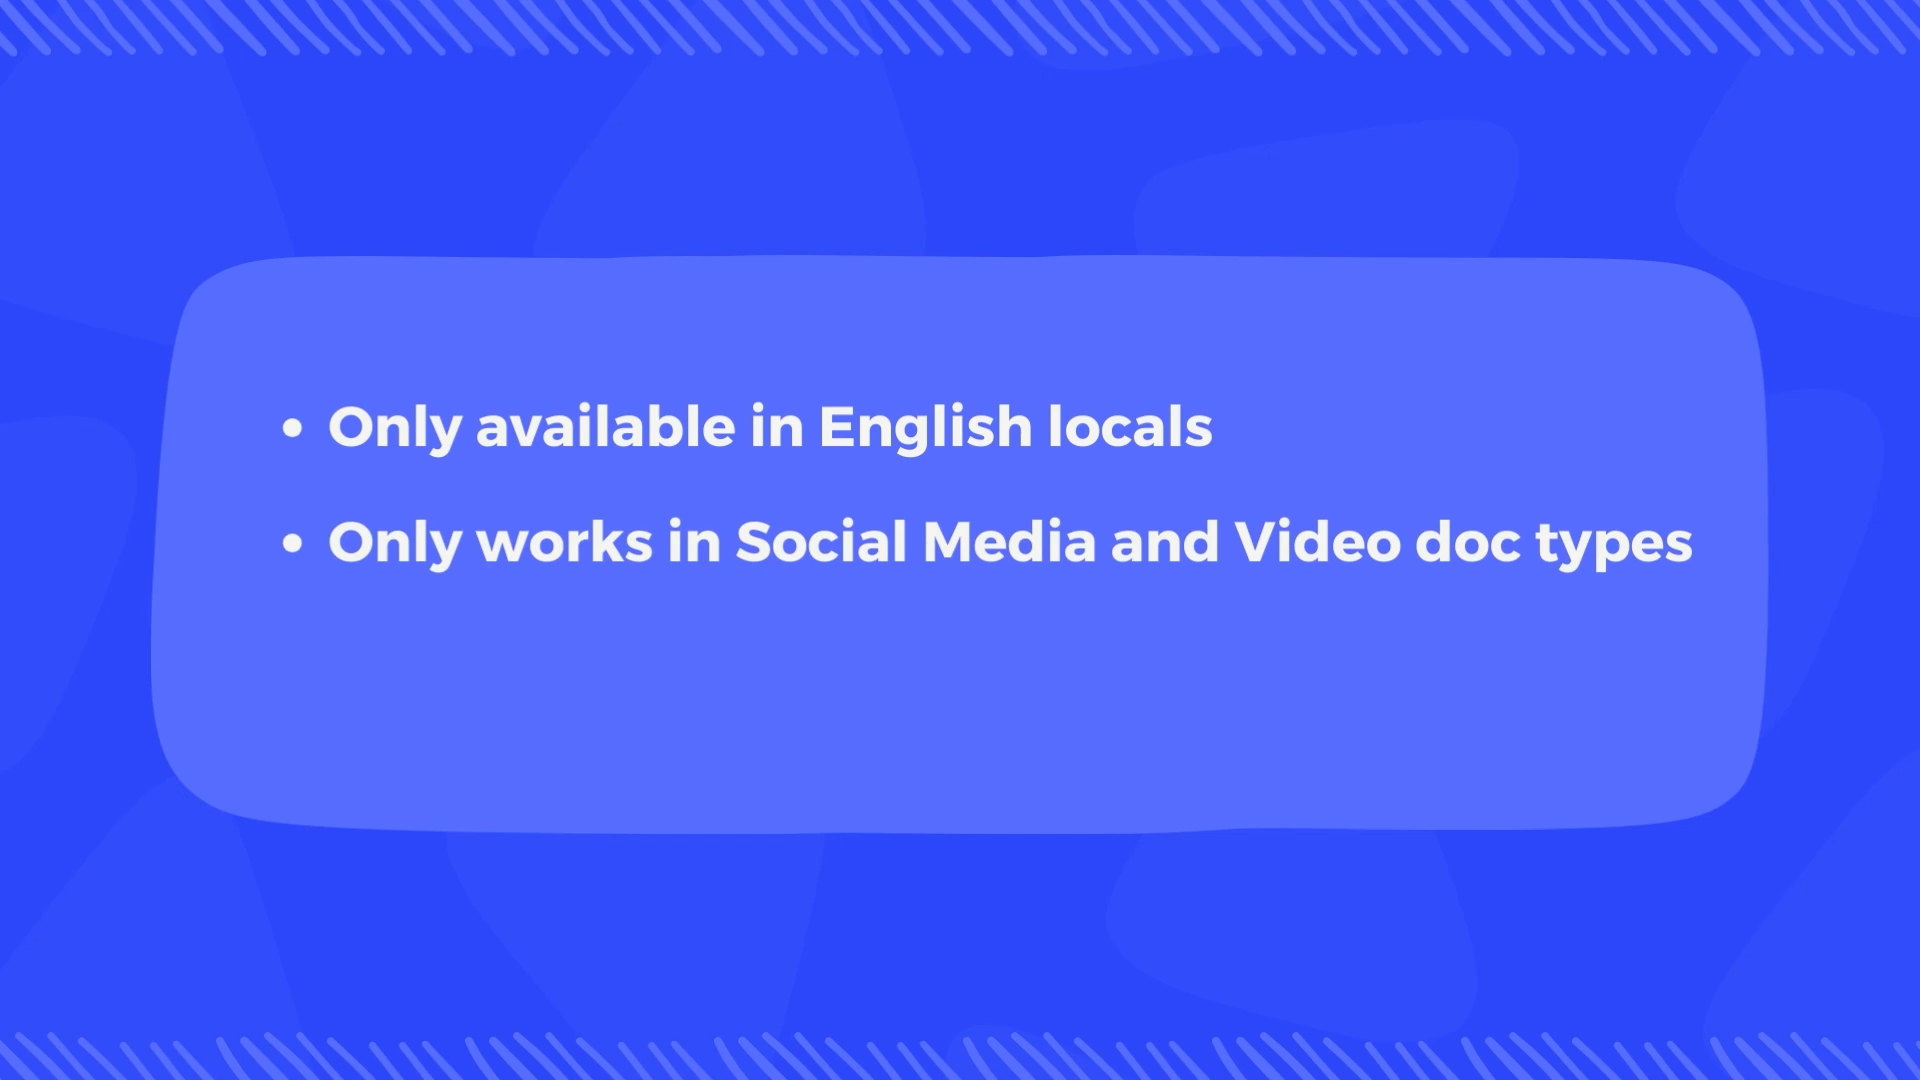 • Only available in English locals
• Only works in Social Media and Video doc types